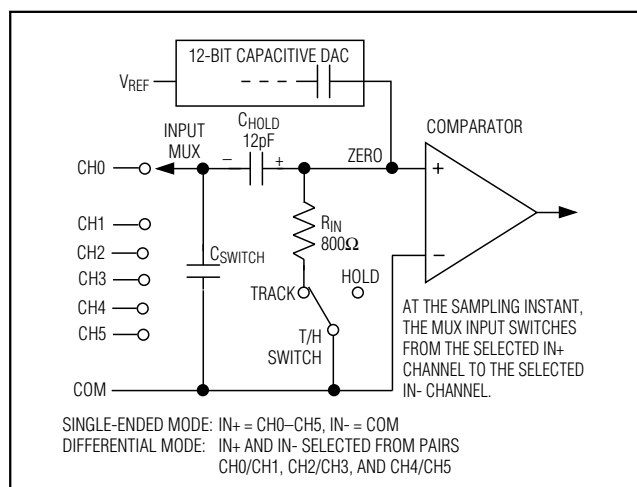 12-BIT CAPACITIVE DAC
VREF
CHOLD
12pF
INPUT
MUX
COMPARATOR
ZERO
− +
+
−
CH0
CH1
CH2
CH3
CH4
CH5
CSWITCH
RIN
800Ω
TRACK
HOLD
T/H
SWITCH
COM
AT THE SAMPLING INSTANT,
THE MUX INPUT SWITCHES
FROM THE SELECTED IN+
CHANNEL TO THE SELECTED
IN- CHANNEL.
SINGLE-ENDED MODE: IN+ = CH0–CH5, IN- = COM
DIFFERENTIAL MODE: IN+ AND IN- SELECTED FROM PAIRS
CH0/CH1, CH2/CH3, AND CH4/CH5